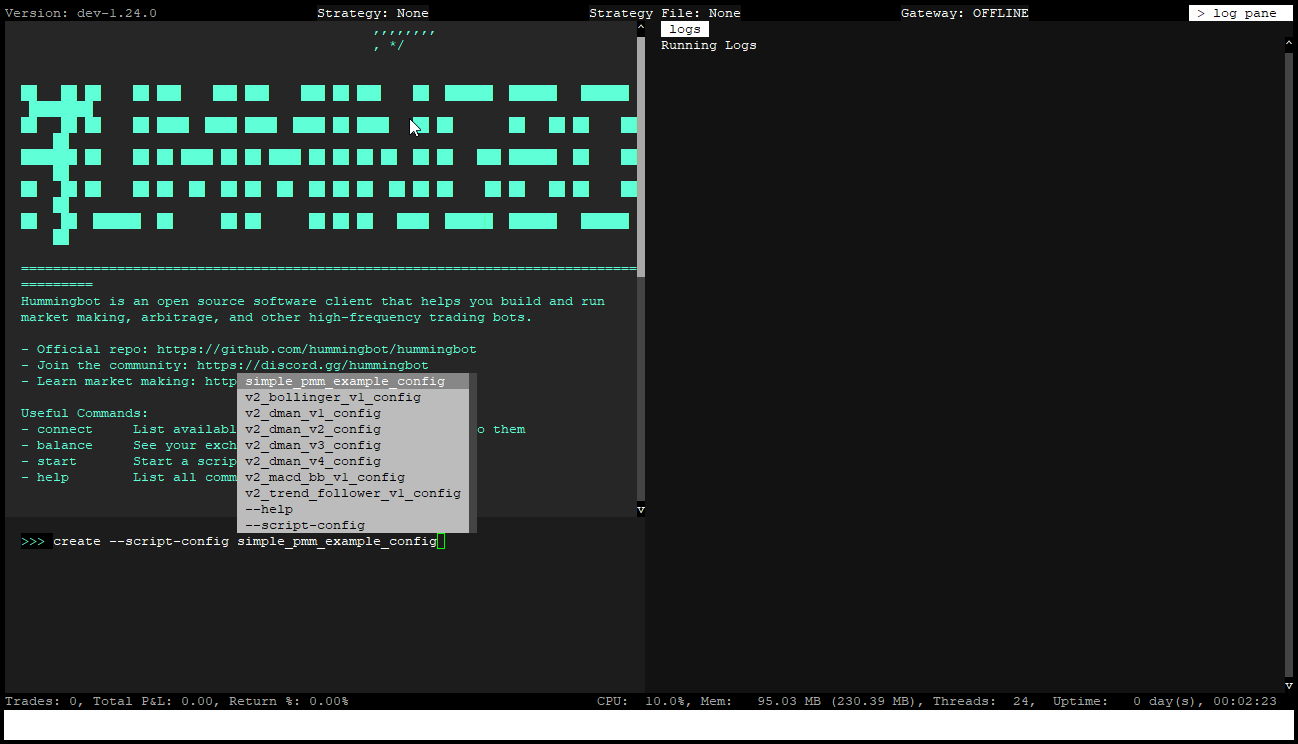 Version: dev-1.24.0 Strategy: None Strategy File: None Gateway: OFFLINE > log pane
,,,,,,,,
, */
HUMMINGBOT
=============================================================================
=========
Hummingbot is an open source software client that helps you build and run
market making, arbitrage, and other high-frequency trading bots.
- Official repo: https://github.com/hummingbot/hummingbot
- Join the community: https://discord.gg/hummingbot
- Learn market making: http
Useful Commands:
- connect List availabl o them
- balance See your exch
- start Start a scrip
- help List all comm
simple_pmm_example_config
v2_bollinger_v1_config
v2_dman_v1_config
v2_dman_v2_config
v2_dman_v3_config
v2_dman_v4_config
v2_macd_bb_v1_config
v2_trend_follower_v1_config
--help
--script-config
>>> create --script-config simple_pmm_example_config
logs
Running Logs
Trades: 0, Total P&L: 0.00, Return %: 0.00% CPU: 10.0%, Mem: 95.03 MB (230.39 MB), Threads: 24, Uptime: 0 day(s), 00:02:23